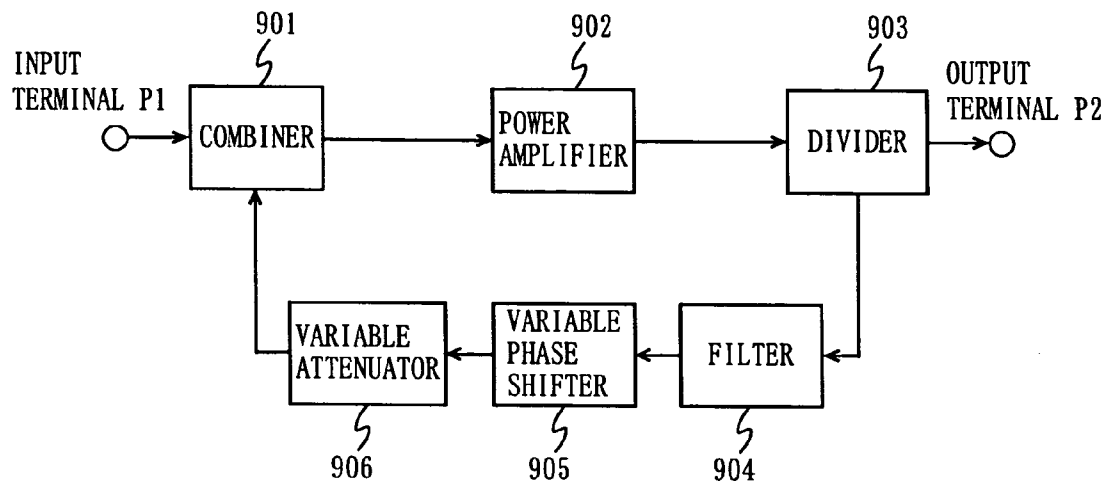 901
902
903
INPUT
TERMINAL P1
OUTPUT
TERMINAL P2
COMBINER
POWER
AMPLIFIER
DIVIDER
VARIABLE
ATTENUATOR
VARIABLE
PHASE
SHIFTER
FILTER
906
905
904